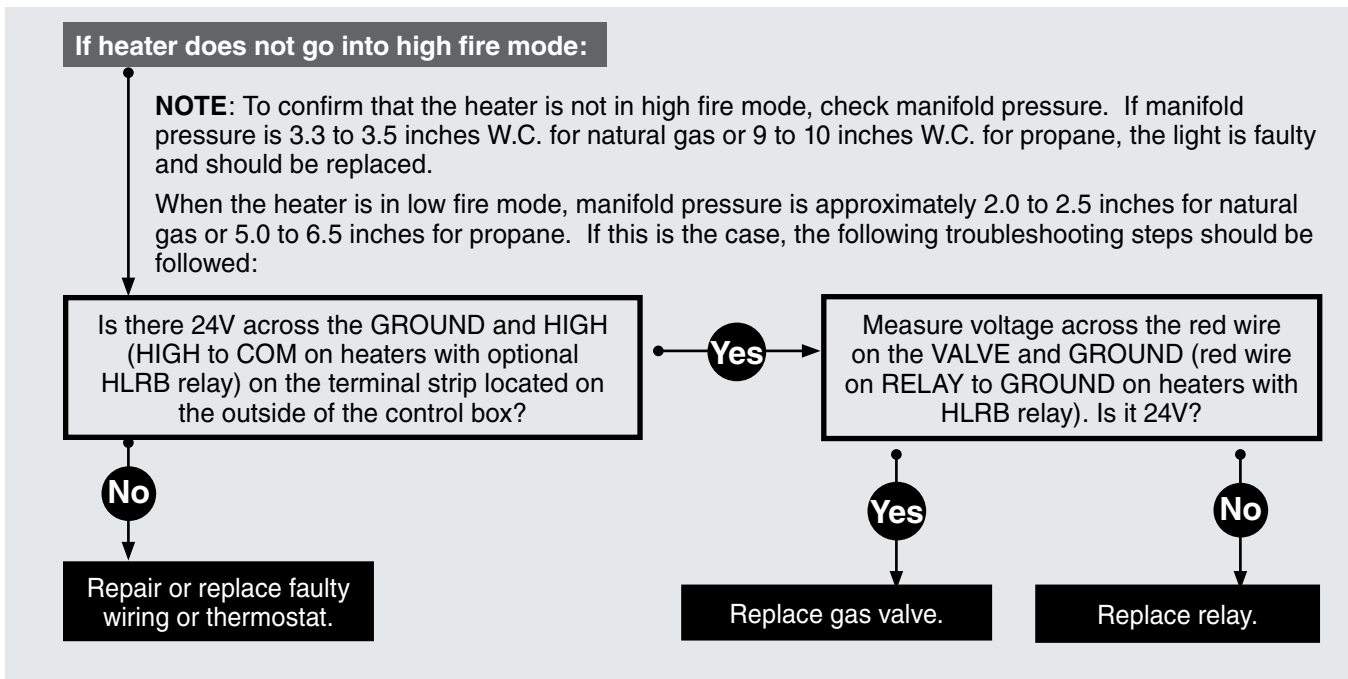 If heater does not go into high fire mode:
NOTE: To confirm that the heater is not in high fire mode, check manifold pressure.  If manifold
pressure is 3.3 to 3.5 inches W.C. for natural gas or 9 to 10 inches W.C. for propane, the light is faulty
and should be replaced.
When the heater is in low fire mode, manifold pressure is approximately 2.0 to 2.5 inches for natural
gas or 5.0 to 6.5 inches for propane.  If this is the case, the following troubleshooting steps should be
followed:
Is there 24V across the GROUND and HIGH
(HIGH to COM on heaters with optional
HLRB relay) on the terminal strip located on
the outside of the control box?
Yes
Measure voltage across the red wire
on the VALVE and GROUND (red wire
on RELAY to GROUND on heaters with
HLRB relay). Is it 24V?
No
Yes
No
Repair or replace faulty
wiring or thermostat.
Replace gas valve.
Replace relay.